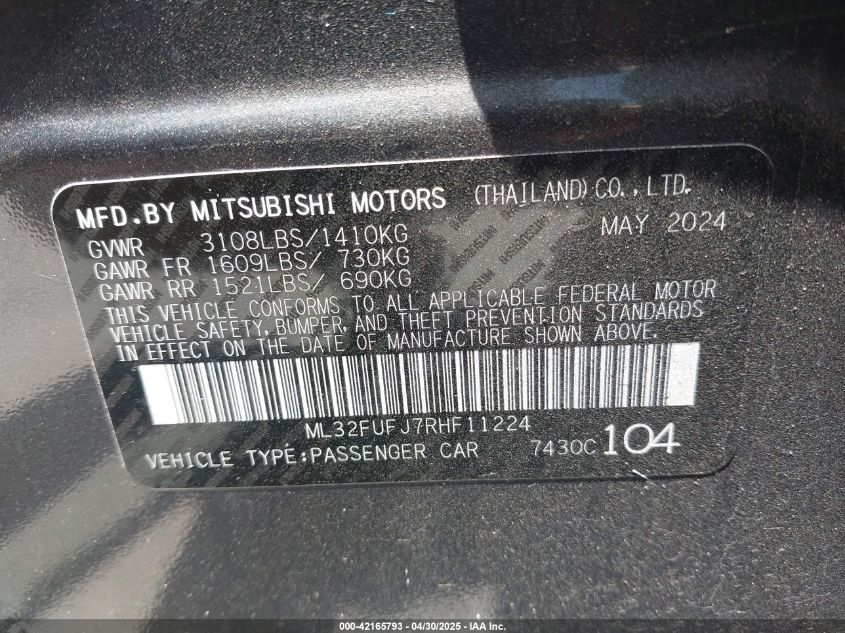 MFD.BY MITSUBISHI MOTORS (THAILAND) CO.,LTD.
GVWR 3108LBS/1410KG MAY 2024
GAWR FR 1609LBS/ 730KG
GAWR RR 1521LBS/ 690KG
THIS VEHICLE CONFORMS TO ALL APPLICABLE FEDERAL MOTOR
VEHICLE SAFETY, BUMPER, AND THEFT PREVENTION STANDARDS
IN EFFECT ON THE DATE OF MANUFACTURE SHOWN ABOVE.
ML32FUFJ7RHF11224
VEHICLE TYPE:PASSENGER CAR 7430C 104
000-42165793 - 04/30/2025 - IAA Inc.